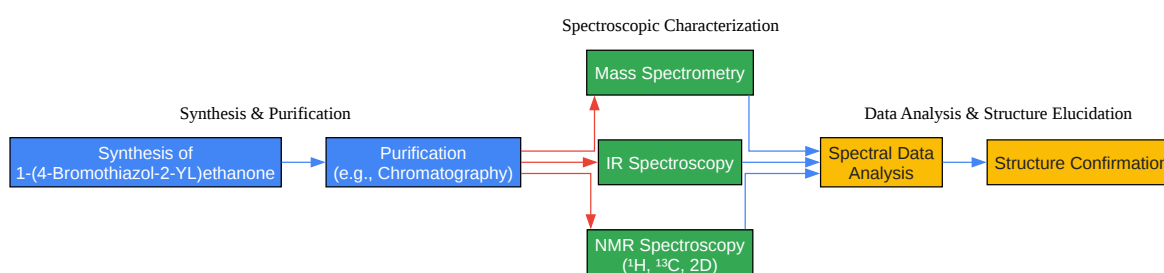 Spectroscopic Characterization
Mass Spectrometry
Synthesis & Purification
Data Analysis & Structure Elucidation
Synthesis of
1-(4-Bromothiazol-2-YL)ethanone
Purification
(e.g., Chromatography)
IR Spectroscopy
Spectral Data
Analysis
Structure Confirmation
NMR Spectroscopy
(¹H, ¹³C, 2D)